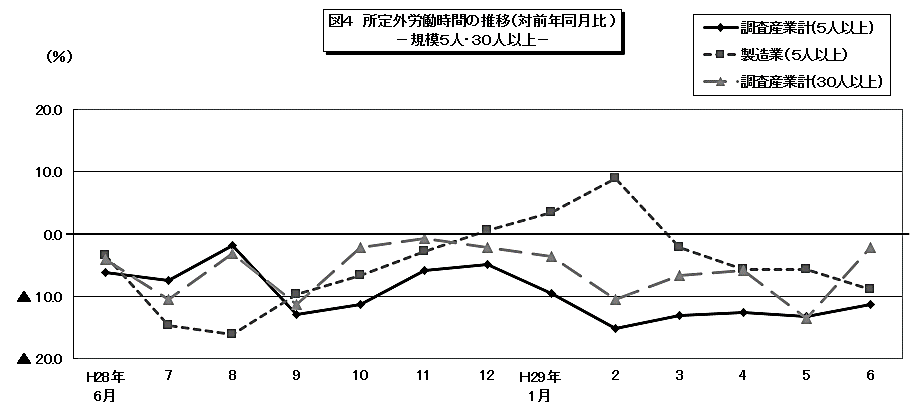 図4 所定外労働時間の推移(対前年同月比)
－規模5人・30人以上－
調査産業計(5人以上)
製造業(5人以上)
調査産業計(30人以上)
(%)
20.0
10.0
0.0
▲ 10.0
▲ 20.0
H28年 7 8 9 10 11 12 H29年 2 3 4 5 6
6月 1月